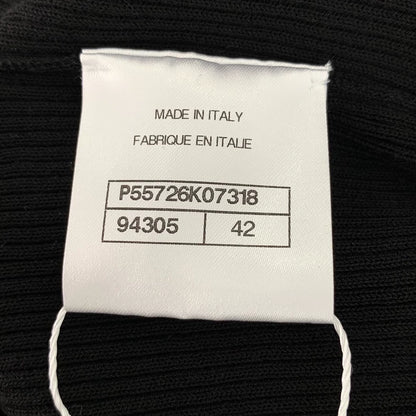 MADE IN ITALY
FABRIQUE EN ITALIE
P55726K07318
94305 42